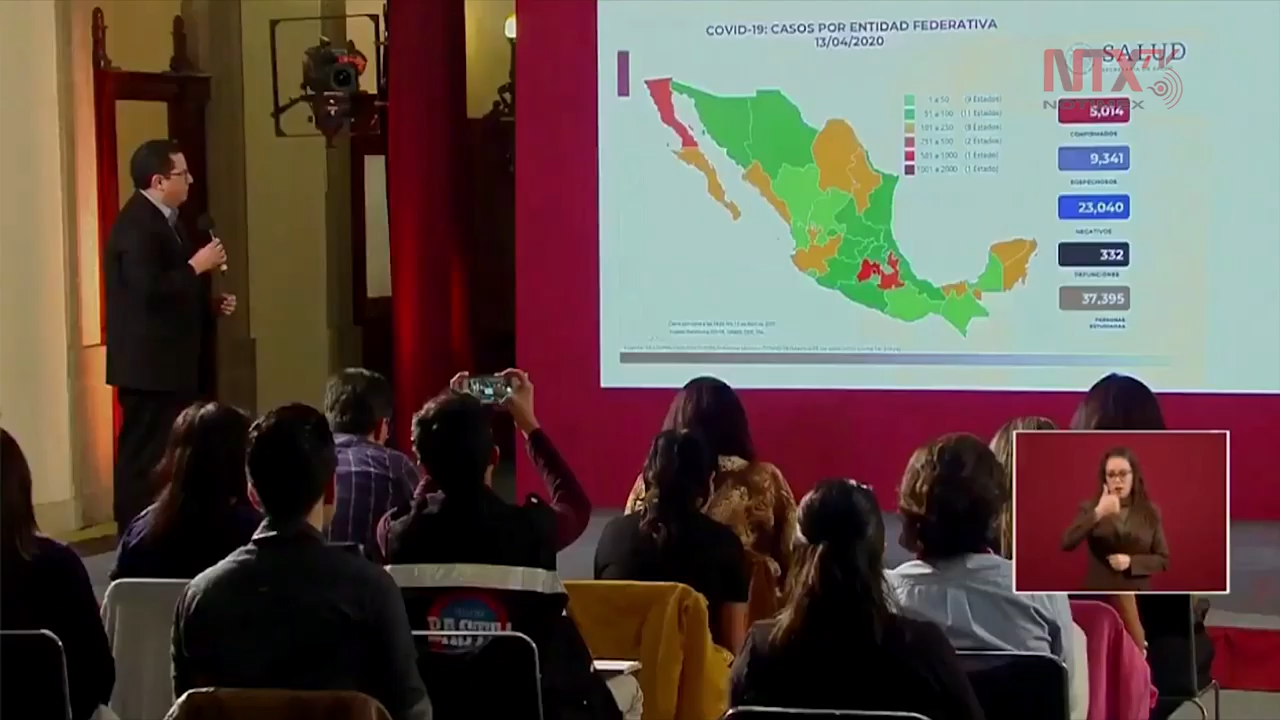 COVID-19: CASOS POR ENTIDAD FEDERATIVA
13/04/2020
SALUD
NTX
NOTIMEX
1 a 50 (9 Estados)
51 a 100 (11 Estados)
101 a 250 (8 Estados)
251 a 500 (2 Estados)
501 a 1000 (1 Estado)
1001 a 2000 (1 Estado)
5,014
CONFIRMADOS
9,341
SOSPECHOSOS
23,040
NEGATIVOS
332
DEFUNCIONES
37,395
PERSONAS
ESTUDIADAS